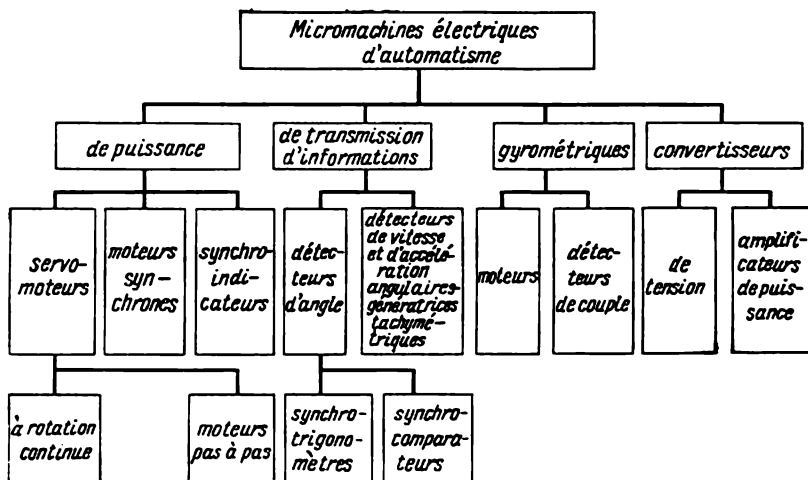 Micromachines électriques
d'automatisme
de puissance
de transmission
d'informations
gyrométriques
convertisseurs
servo-
moteurs
moteurs
syn-
chrones
synchro-
indi-
cateurs
détec-
teurs
d'angle
détecteurs
de vitesse
et d'accélé-
ration
angulaires-
génératrices
tachymé-
triques
moteurs
détec-
teurs
de couple
de
tension
amplifi-
cateurs
de puis-
sance
à rotation
continue
moteurs
pas à pas
synchro-
trigono-
mètres
synchro-
compara-
teurs